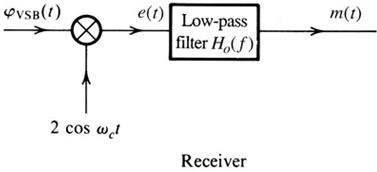 φ_VSB(t)
e(t)
Low-pass
filter H_o(f)
m(t)
2 cos ω_c t
Receiver